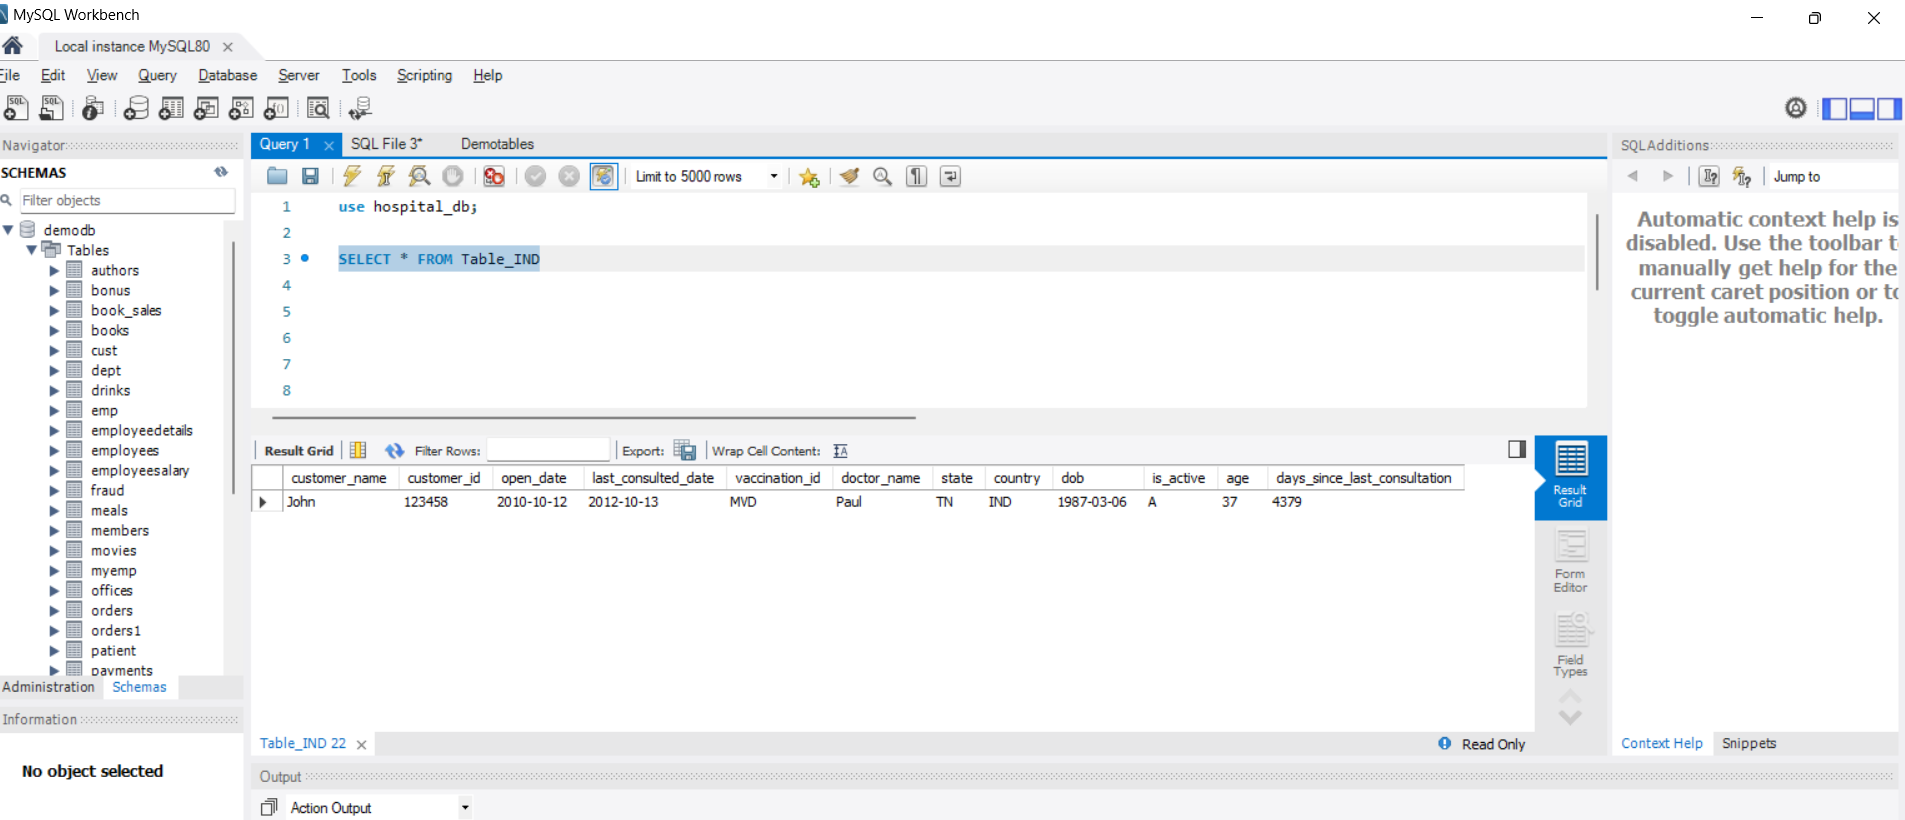 MySQL Workbench
Local instance MySQL80
File Edit View Query Database Server Tools Scripting Help
Navigator
SCHEMAS
Filter objects
demodb
Tables
authors
bonus
book_sales
books
cust
dept
drinks
emp
employeedetails
employees
employeesalary
fraud
meals
members
movies
myemp
offices
orders
orders1
patient
payments
Administration Schemas
Information
No object selected
Query 1 SQL File 3* Demotables
Limit to 5000 rows
1 use hospital_db;
2
3 SELECT * FROM Table_IND
4
5
6
7
8
Result Grid Filter Rows: Export: Wrap Cell Content:
customer_name customer_id open_date last_consulted_date vaccination_id doctor_name state country dob is_active age days_since_last_consultation
John 123458 2010-10-12 2012-10-13 MVD Paul TN IND 1987-03-06 A 37 4379
Result
Grid
Form
Editor
Field
Types
Table_IND 22 Read Only
Output
Action Output
SQLAdditions
Jump to
Automatic context help is
disabled. Use the toolbar t
manually get help for the
current caret position or to
toggle automatic help.
Context Help Snippets